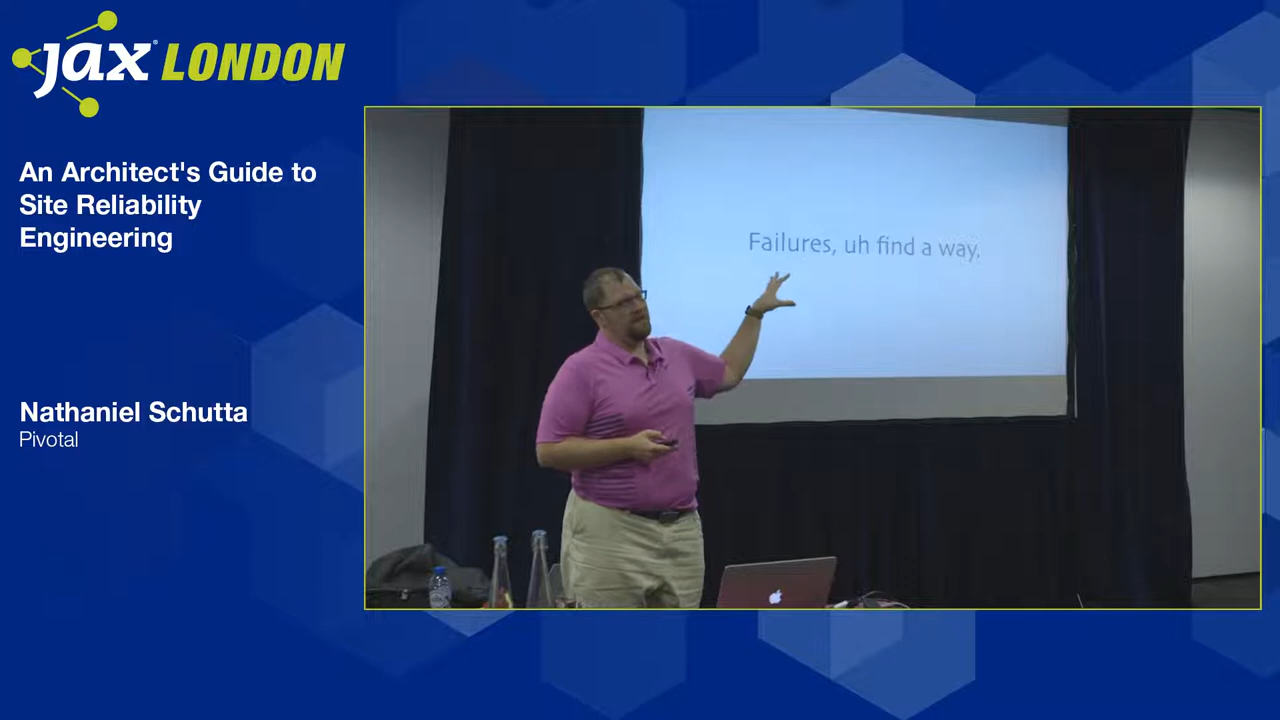 jax LONDON
An Architect's Guide to
Site Reliability
Engineering
Nathaniel Schutta
Pivotal
Failures, uh find a way.